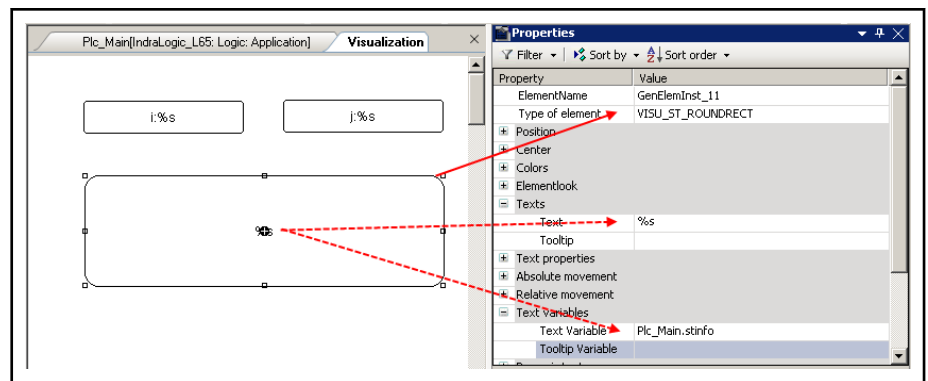 Plc_Main[IndraLogic_L65: Logic: Application] Visualization
i:%s j:%s
%s
Properties
Filter Sort by Sort order
Property Value
ElementName GenElemInst_11
Type of element VISU_ST_ROUNDRECT
Position
Center
Colors
Elementlook
Texts
Text %s
Tooltip
Text properties
Absolute movement
Relative movement
Text variables
Text Variable Plc_Main.stinfo
Tooltip Variable